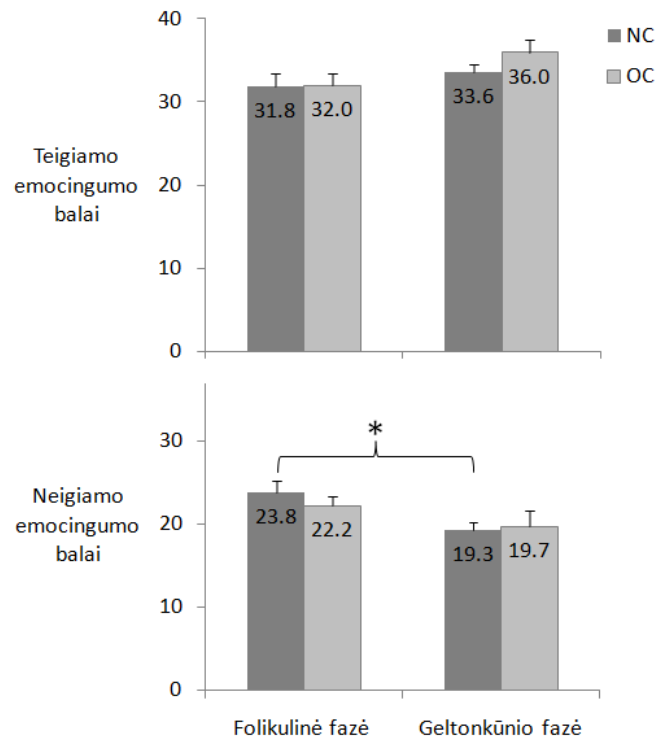 40
30
20
10
0
Teigiamo
emocingumo
balai
31.8
32.0
33.6
36.0
NC
OC
30
20
10
0
Neigiamo
emocingumo
balai
*
23.8
22.2
19.3
19.7
Folikulinė fazė
Geltonkūnio fazė